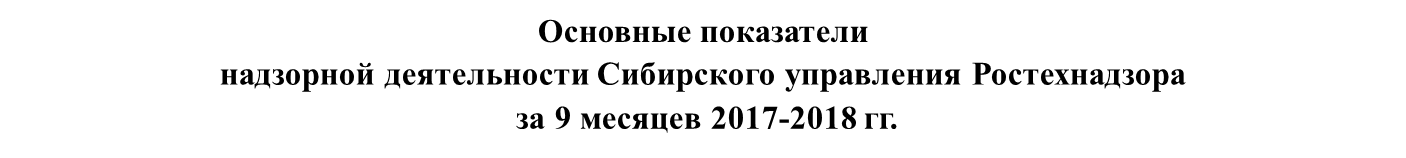 Основные показатели
надзорной деятельности Сибирского управления Ростехнадзора
за 9 месяцев 2017-2018 гг.